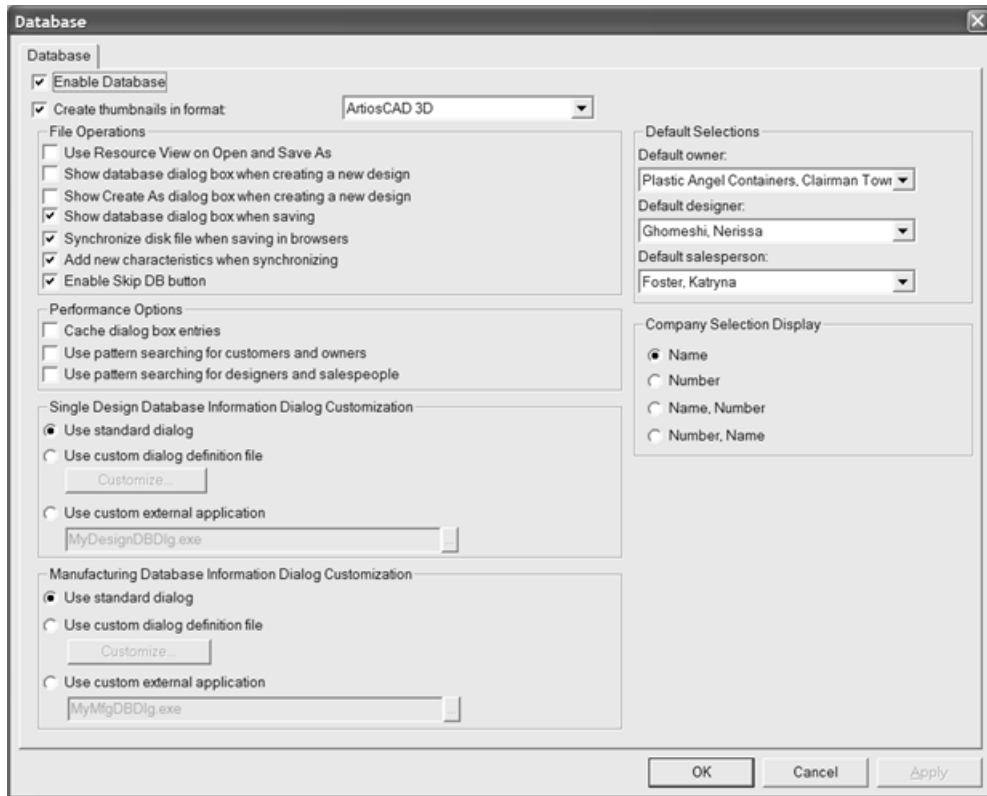 Database
Database
Enable Database
Create thumbnails in format:
ArtiosCAD 3D
File Operations
Use Resource View on Open and Save As
Show database dialog box when creating a new design
Show Create As dialog box when creating a new design
Show database dialog box when saving
Synchronize disk file when saving in browsers
Add new characteristics when synchronizing
Enable Skip DB button
Performance Options
Cache dialog box entries
Use pattern searching for customers and owners
Use pattern searching for designers and salespeople
Single Design Database Information Dialog Customization
Use standard dialog
Use custom dialog definition file
Customize...
Use custom external application
MyDesignDBDlg.exe
...
Manufacturing Database Information Dialog Customization
Use standard dialog
Use custom dialog definition file
Customize...
Use custom external application
MyMfgDBDlg.exe
...
Default Selections
Default owner:
Plastic Angel Containers, Clairman Town
Default designer:
Ghomeshi, Nerissa
Default salesperson:
Foster, Katryna
Company Selection Display
Name
Number
Name, Number
Number, Name
OK
Cancel
Apply